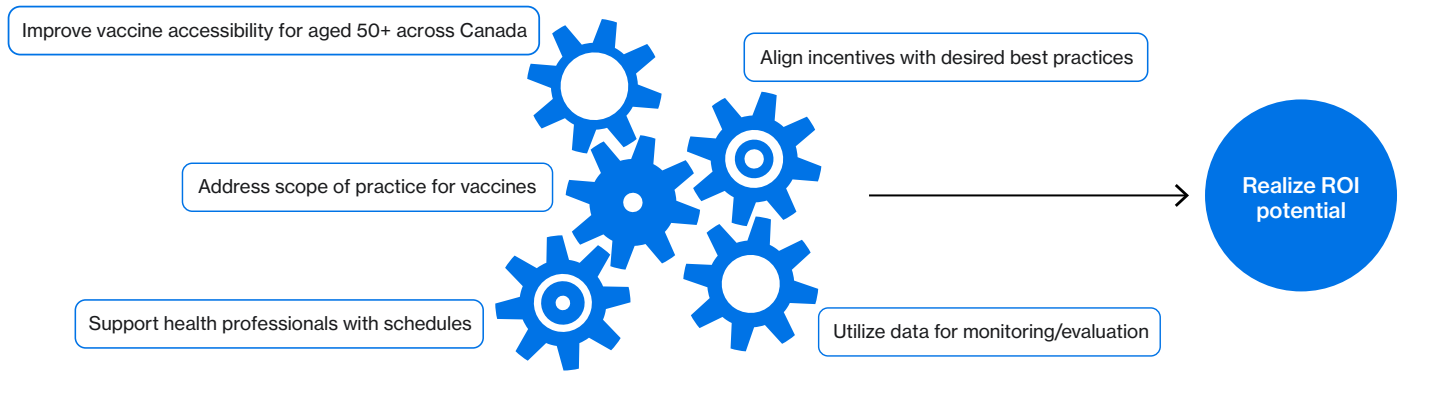 Improve vaccine accessibility for aged 50+ across Canada
Align incentives with desired best practices
Address scope of practice for vaccines
Realize ROI
potential
Support health professionals with schedules
Utilize data for monitoring/evaluation